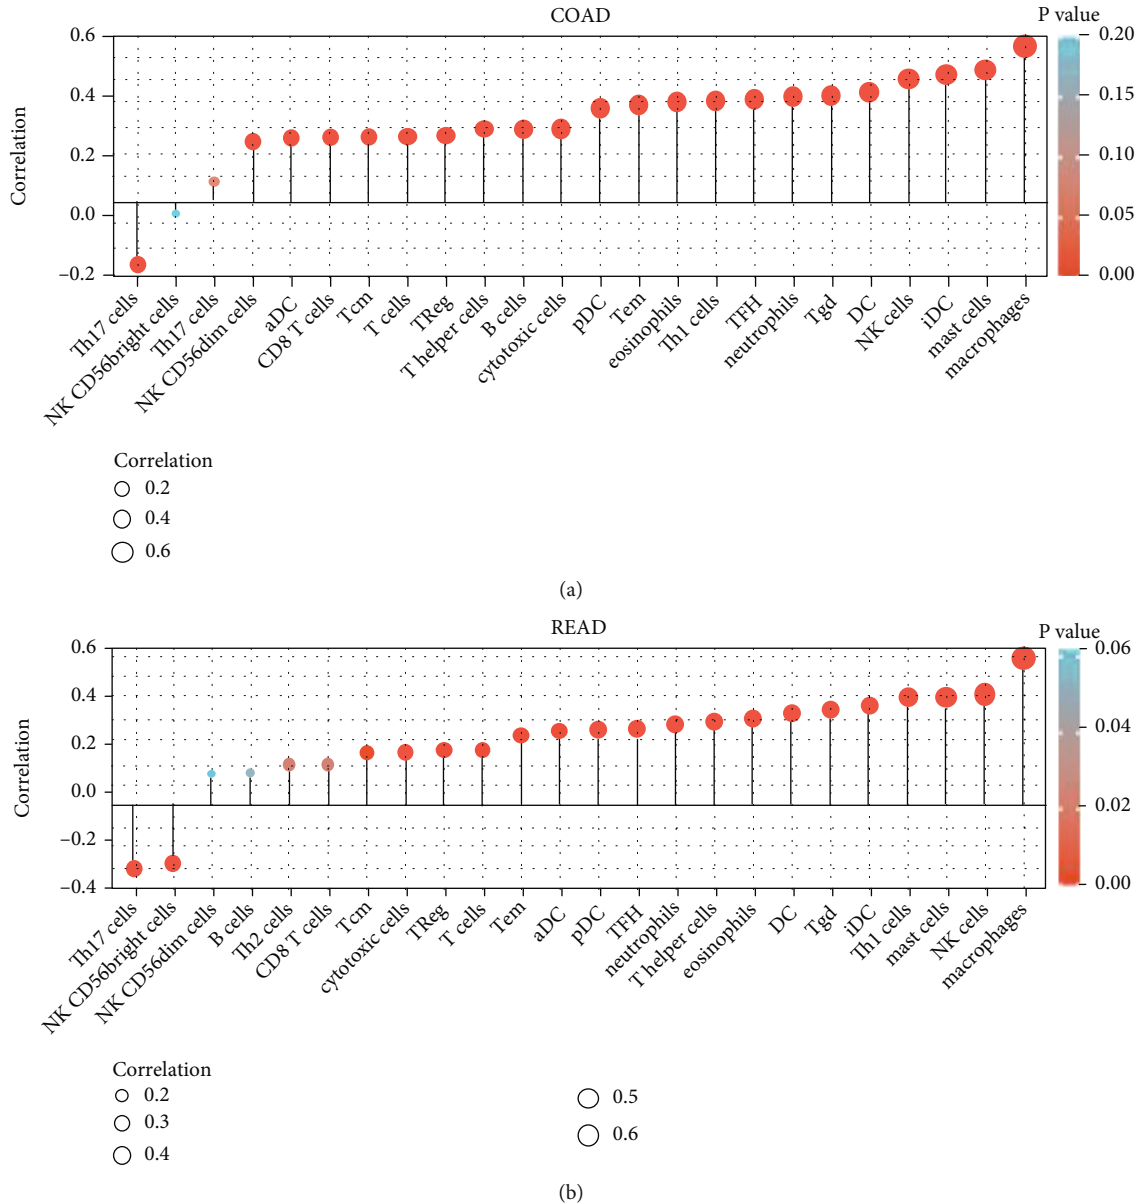 COAD
P value
Correlation
0.6
0.4
0.2
0.0
−0.2
0.20
0.15
0.10
0.05
0.00
Th17 cells
NK CD56bright cells
Th17 cells
NK CD56dim cells
aDC
CD8 T cells
Tcm
T cells
TReg
T helper cells
B cells
cytotoxic cells
pDC
Tem
eosinophils
Th1 cells
TFH
neutrophils
Tgd
DC
NK cells
iDC
mast cells
macrophages
Correlation
0.2
0.4
0.6
(a)
READ
P value
Correlation
0.6
0.4
0.2
0.0
−0.2
−0.4
0.06
0.04
0.02
0.00
Th17 cells
NK CD56bright cells
NK CD56dim cells
B cells
Th2 cells
CD8 T cells
Tcm
cytotoxic cells
TReg
T cells
Tem
aDC
pDC
TFH
neutrophils
T helper cells
eosinophils
DC
Tgd
iDC
Th1 cells
mast cells
NK cells
macrophages
Correlation
0.2
0.3
0.4
0.5
0.6
(b)